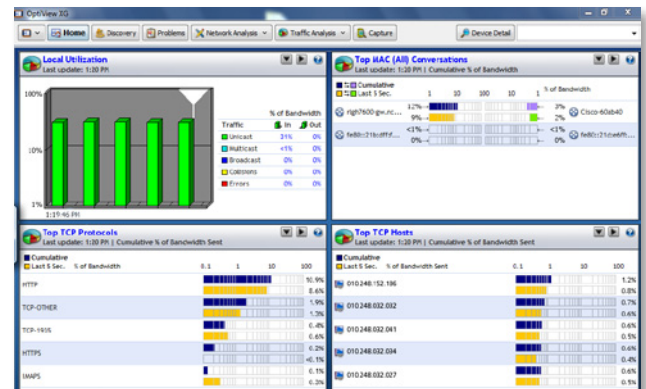 OptiView XG
Home Discovery Problems Network Analysis Traffic Analysis Capture Device Detail
Local Utilization
Last update: 1:20 PM
100%
10%
1%
1:19:46 PM
% of Bandwidth
Traffic In Out
Unicast 31% 0%
Multicast <1% 0%
Broadcast 0% 0%
Collisions 0% 0%
Errors 0% 0%
Top MAC (All) Conversations
Last update: 1:20 PM | Cumulative % of Bandwidth
Cumulative
Last 5 Sec. 1 10 100 10 1 % of Bandwidth
righ7600-gw.nc... 12% 3% Cisco-60ab40
9% 2%
<1% <1%
0% 0%
Top TCP Protocols
Last update: 1:20 PM | Cumulative % of Bandwidth Sent
Cumulative
Last 5 Sec. % of Bandwidth 0.1 1 10 100
HTTP 10.9%
8.6%
TCP-OTHER 1.9%
1.3%
TCP-1935 0.4%
0.6%
HTTPS 0.2%
<0.1%
IMAPS 0.1%
0.3%
Top TCP Hosts
Last update: 1:20 PM | Cumulative % of Bandwidth Sent
Cumulative
Last 5 Sec. % of Bandwidth Sent 0.1 1 10 100
010.248.152.186 1.2%
0.8%
010.248.032.032 0.7%
0.6%
010.248.032.041 0.6%
0.5%
010.248.032.034 0.6%
0.4%
010.248.032.027 0.6%
0.5%